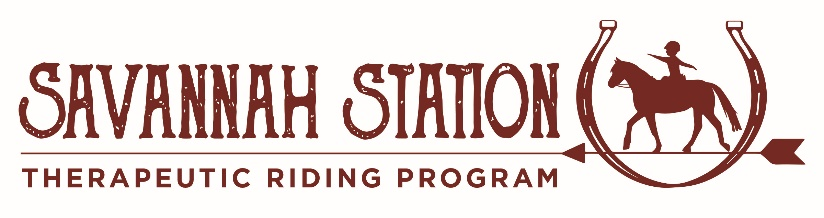 SAVANNAH STATION
THERAPEUTIC RIDING PROGRAM